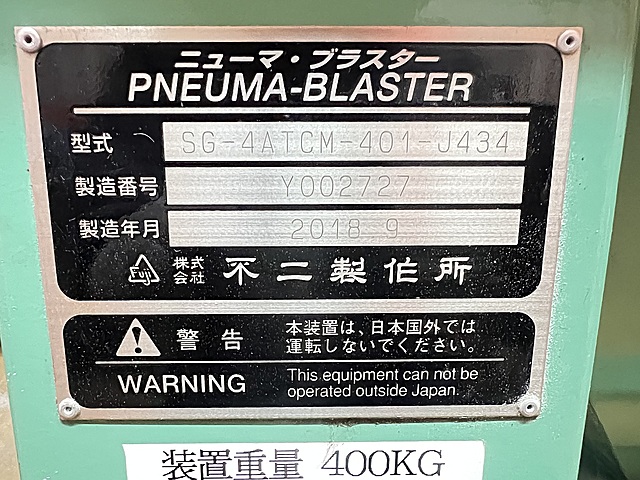 ニューマ・ブラスター
PNEUMA-BLASTER
型式 SG-4ATCM-401-J434
製造番号 Y002727
製造年月 2018 9
Fuji 株式会社 不二製作所
警告 本装置は、日本国外では
運転しないでください。
WARNING This equipment can not be
operated outside Japan.
装置重量 400KG